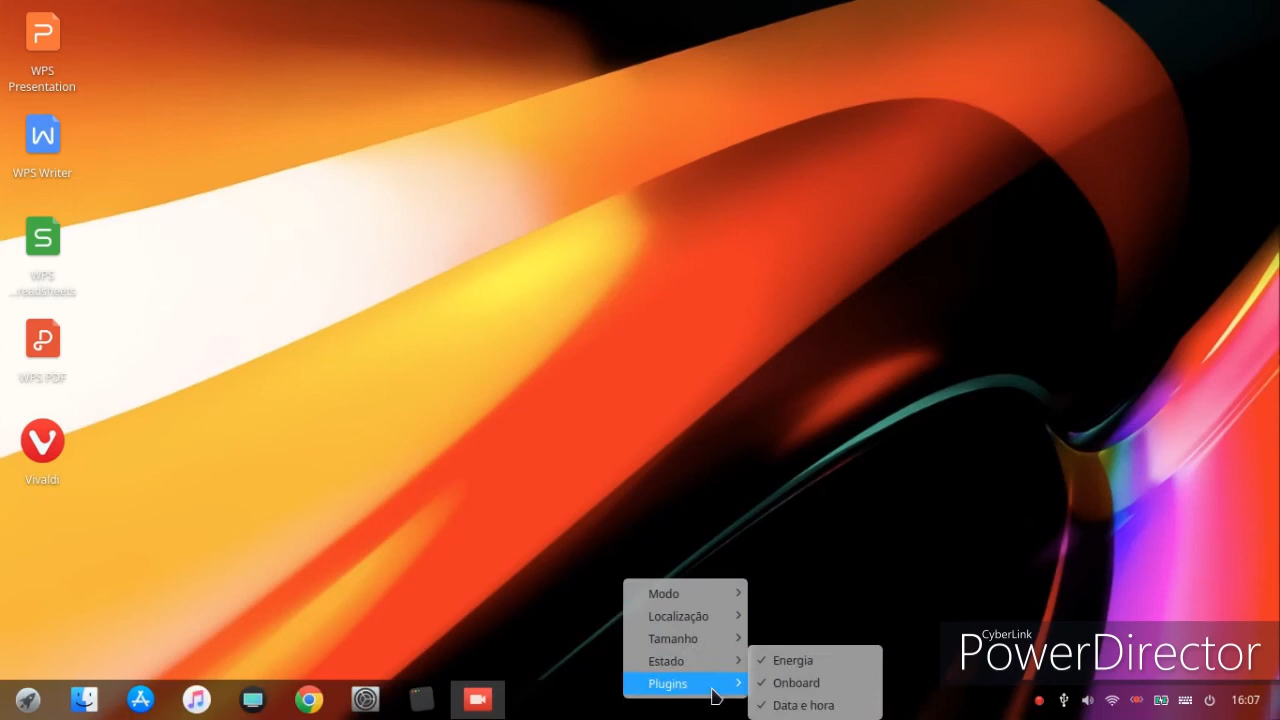 WPS
Presentation
WPS Writer
WPS
...readsheets
WPS PDF
Vivaldi
Modo
Localização
Tamanho
Estado
Plugins
Energia
Onboard
Data e hora
CyberLink
PowerDirector
16:07